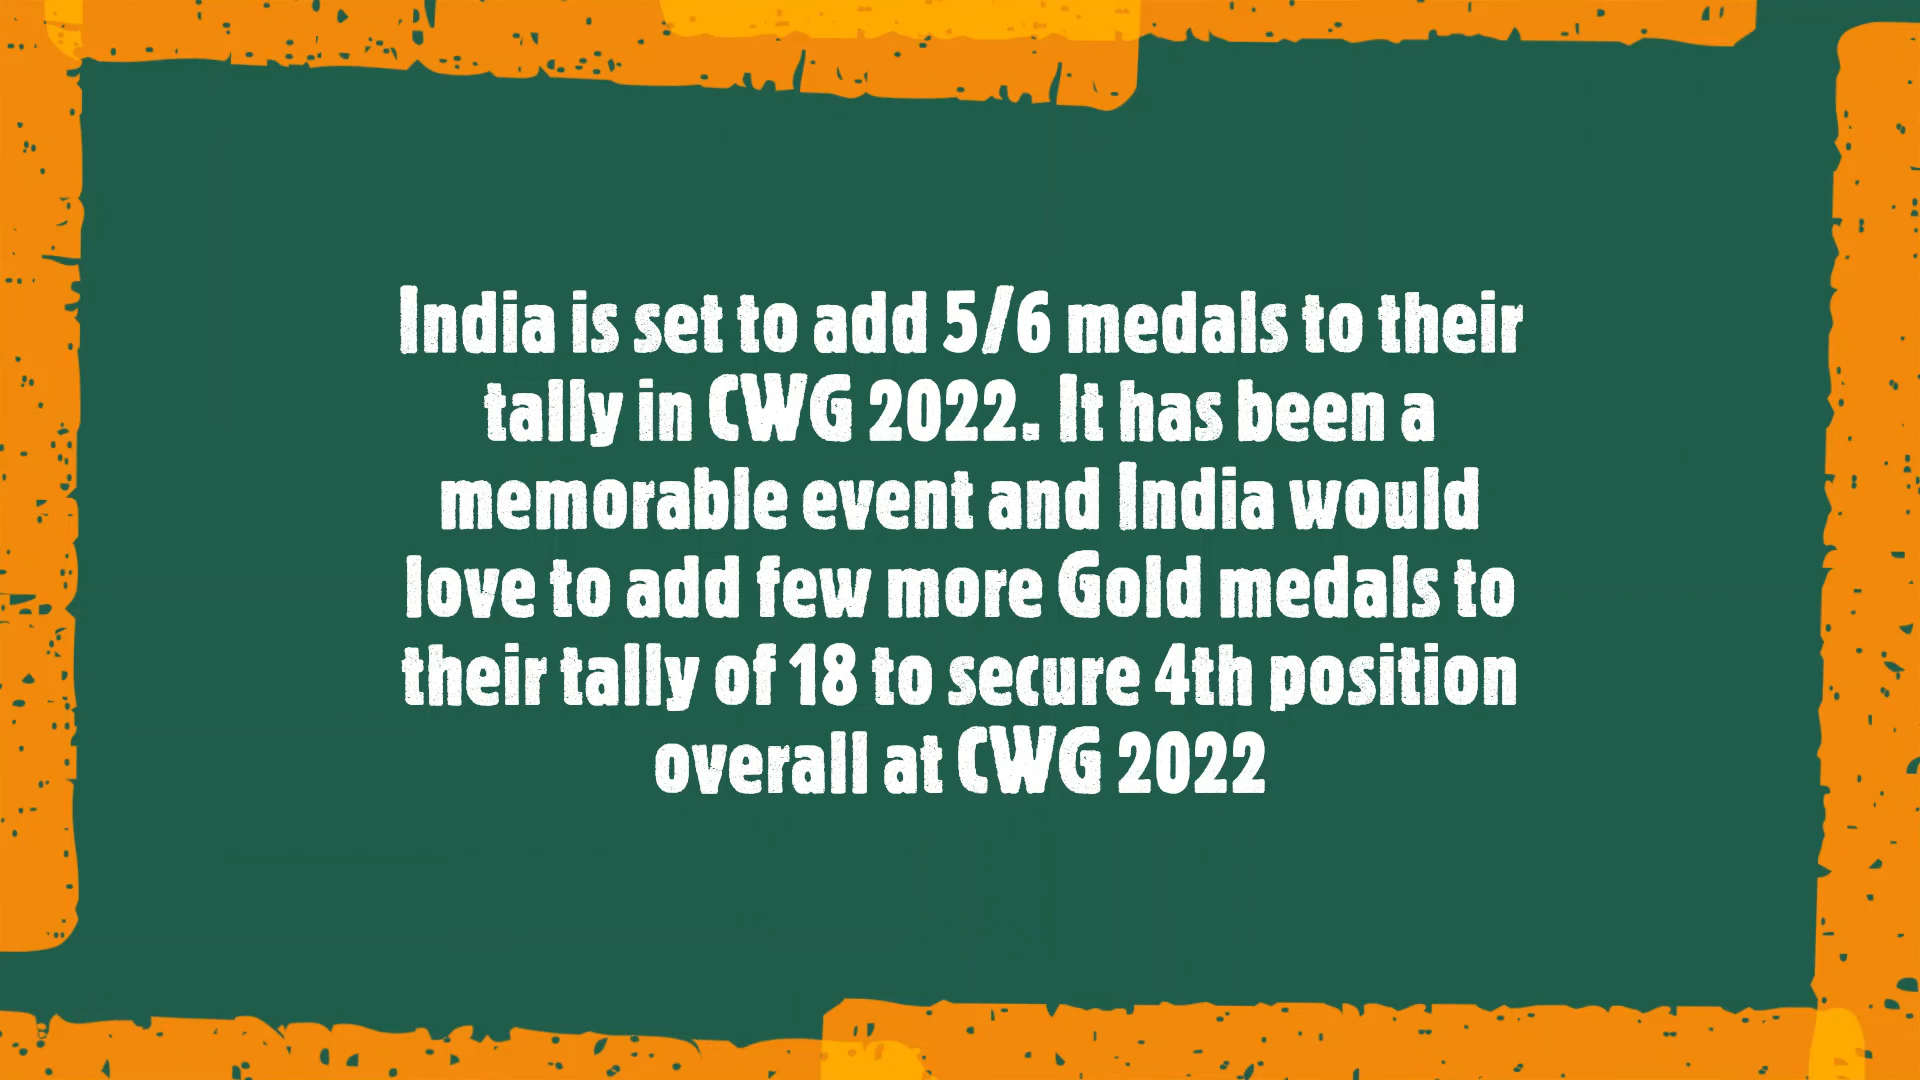 India is set to add 5/6 medals to their
tally in CWG 2022. It has been a
memorable event and India would
love to add few more Gold medals to
their tally of 18 to secure 4th position
overall at CWG 2022